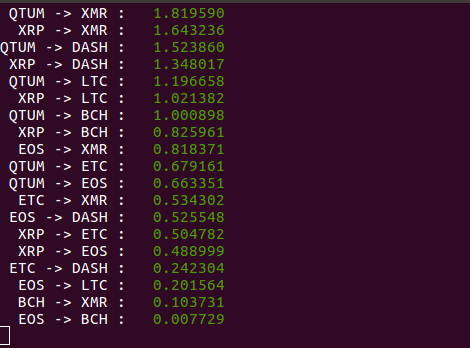 QTUM -> XMR :   1.819590
XRP -> XMR :   1.643236
QTUM -> DASH :   1.523860
XRP -> DASH :   1.348017
QTUM -> LTC :   1.196658
XRP -> LTC :   1.021382
QTUM -> BCH :   1.000898
XRP -> BCH :   0.825961
EOS -> XMR :   0.818371
QTUM -> ETC :   0.679161
QTUM -> EOS :   0.663351
ETC -> XMR :   0.534302
EOS -> DASH :   0.525548
XRP -> ETC :   0.504782
XRP -> EOS :   0.488999
ETC -> DASH :   0.242304
EOS -> LTC :   0.201564
BCH -> XMR :   0.103731
EOS -> BCH :   0.007729